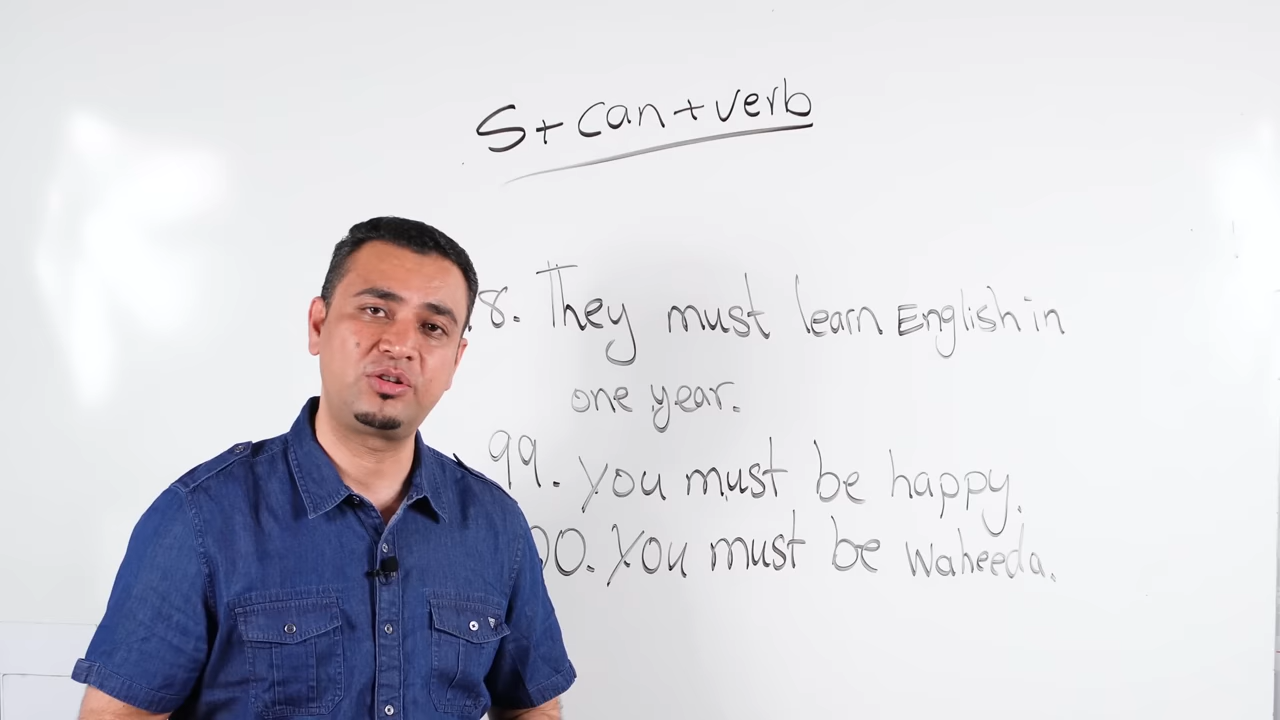 S+can+verb
8. They must learn English in
one year.
99. You must be happy.
00. You must be Waheeda.